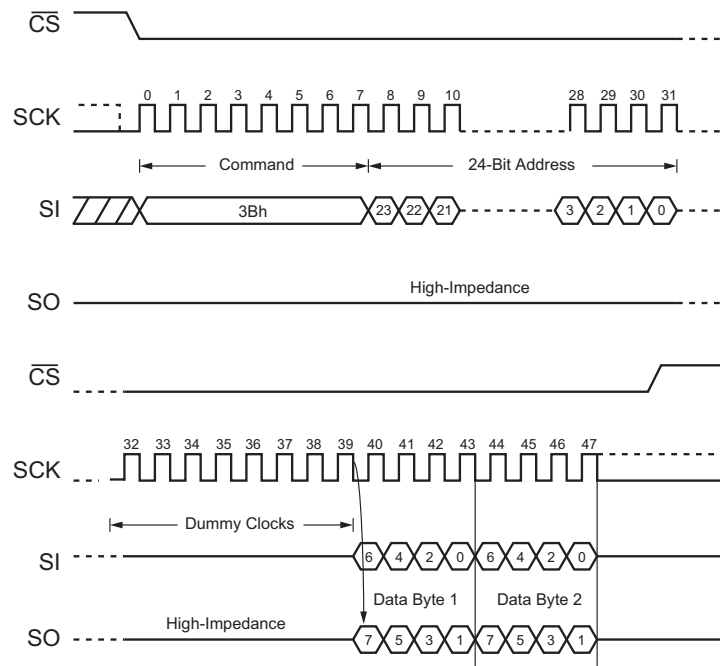 CS
0 1 2 3 4 5 6 7 8 9 10 28 29 30 31
SCK
Command 24-Bit Address
SI 3Bh 23 22 21 3 2 1 0
High-Impedance
SO
CS
32 33 34 35 36 37 38 39 40 41 42 43 44 45 46 47
SCK
Dummy Clocks
SI 6 4 2 0 6 4 2 0
Data Byte 1 Data Byte 2
High-Impedance
SO 7 5 3 1 7 5 3 1